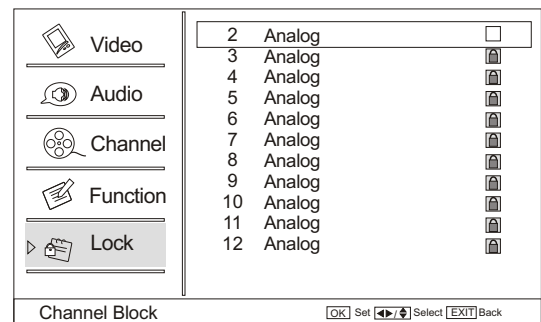 Video
Audio
Channel
Function
Lock
2 Analog
3 Analog
4 Analog
5 Analog
6 Analog
7 Analog
8 Analog
9 Analog
10 Analog
11 Analog
12 Analog
Channel Block
OK Set ◀▶/▲▼ Select EXIT Back